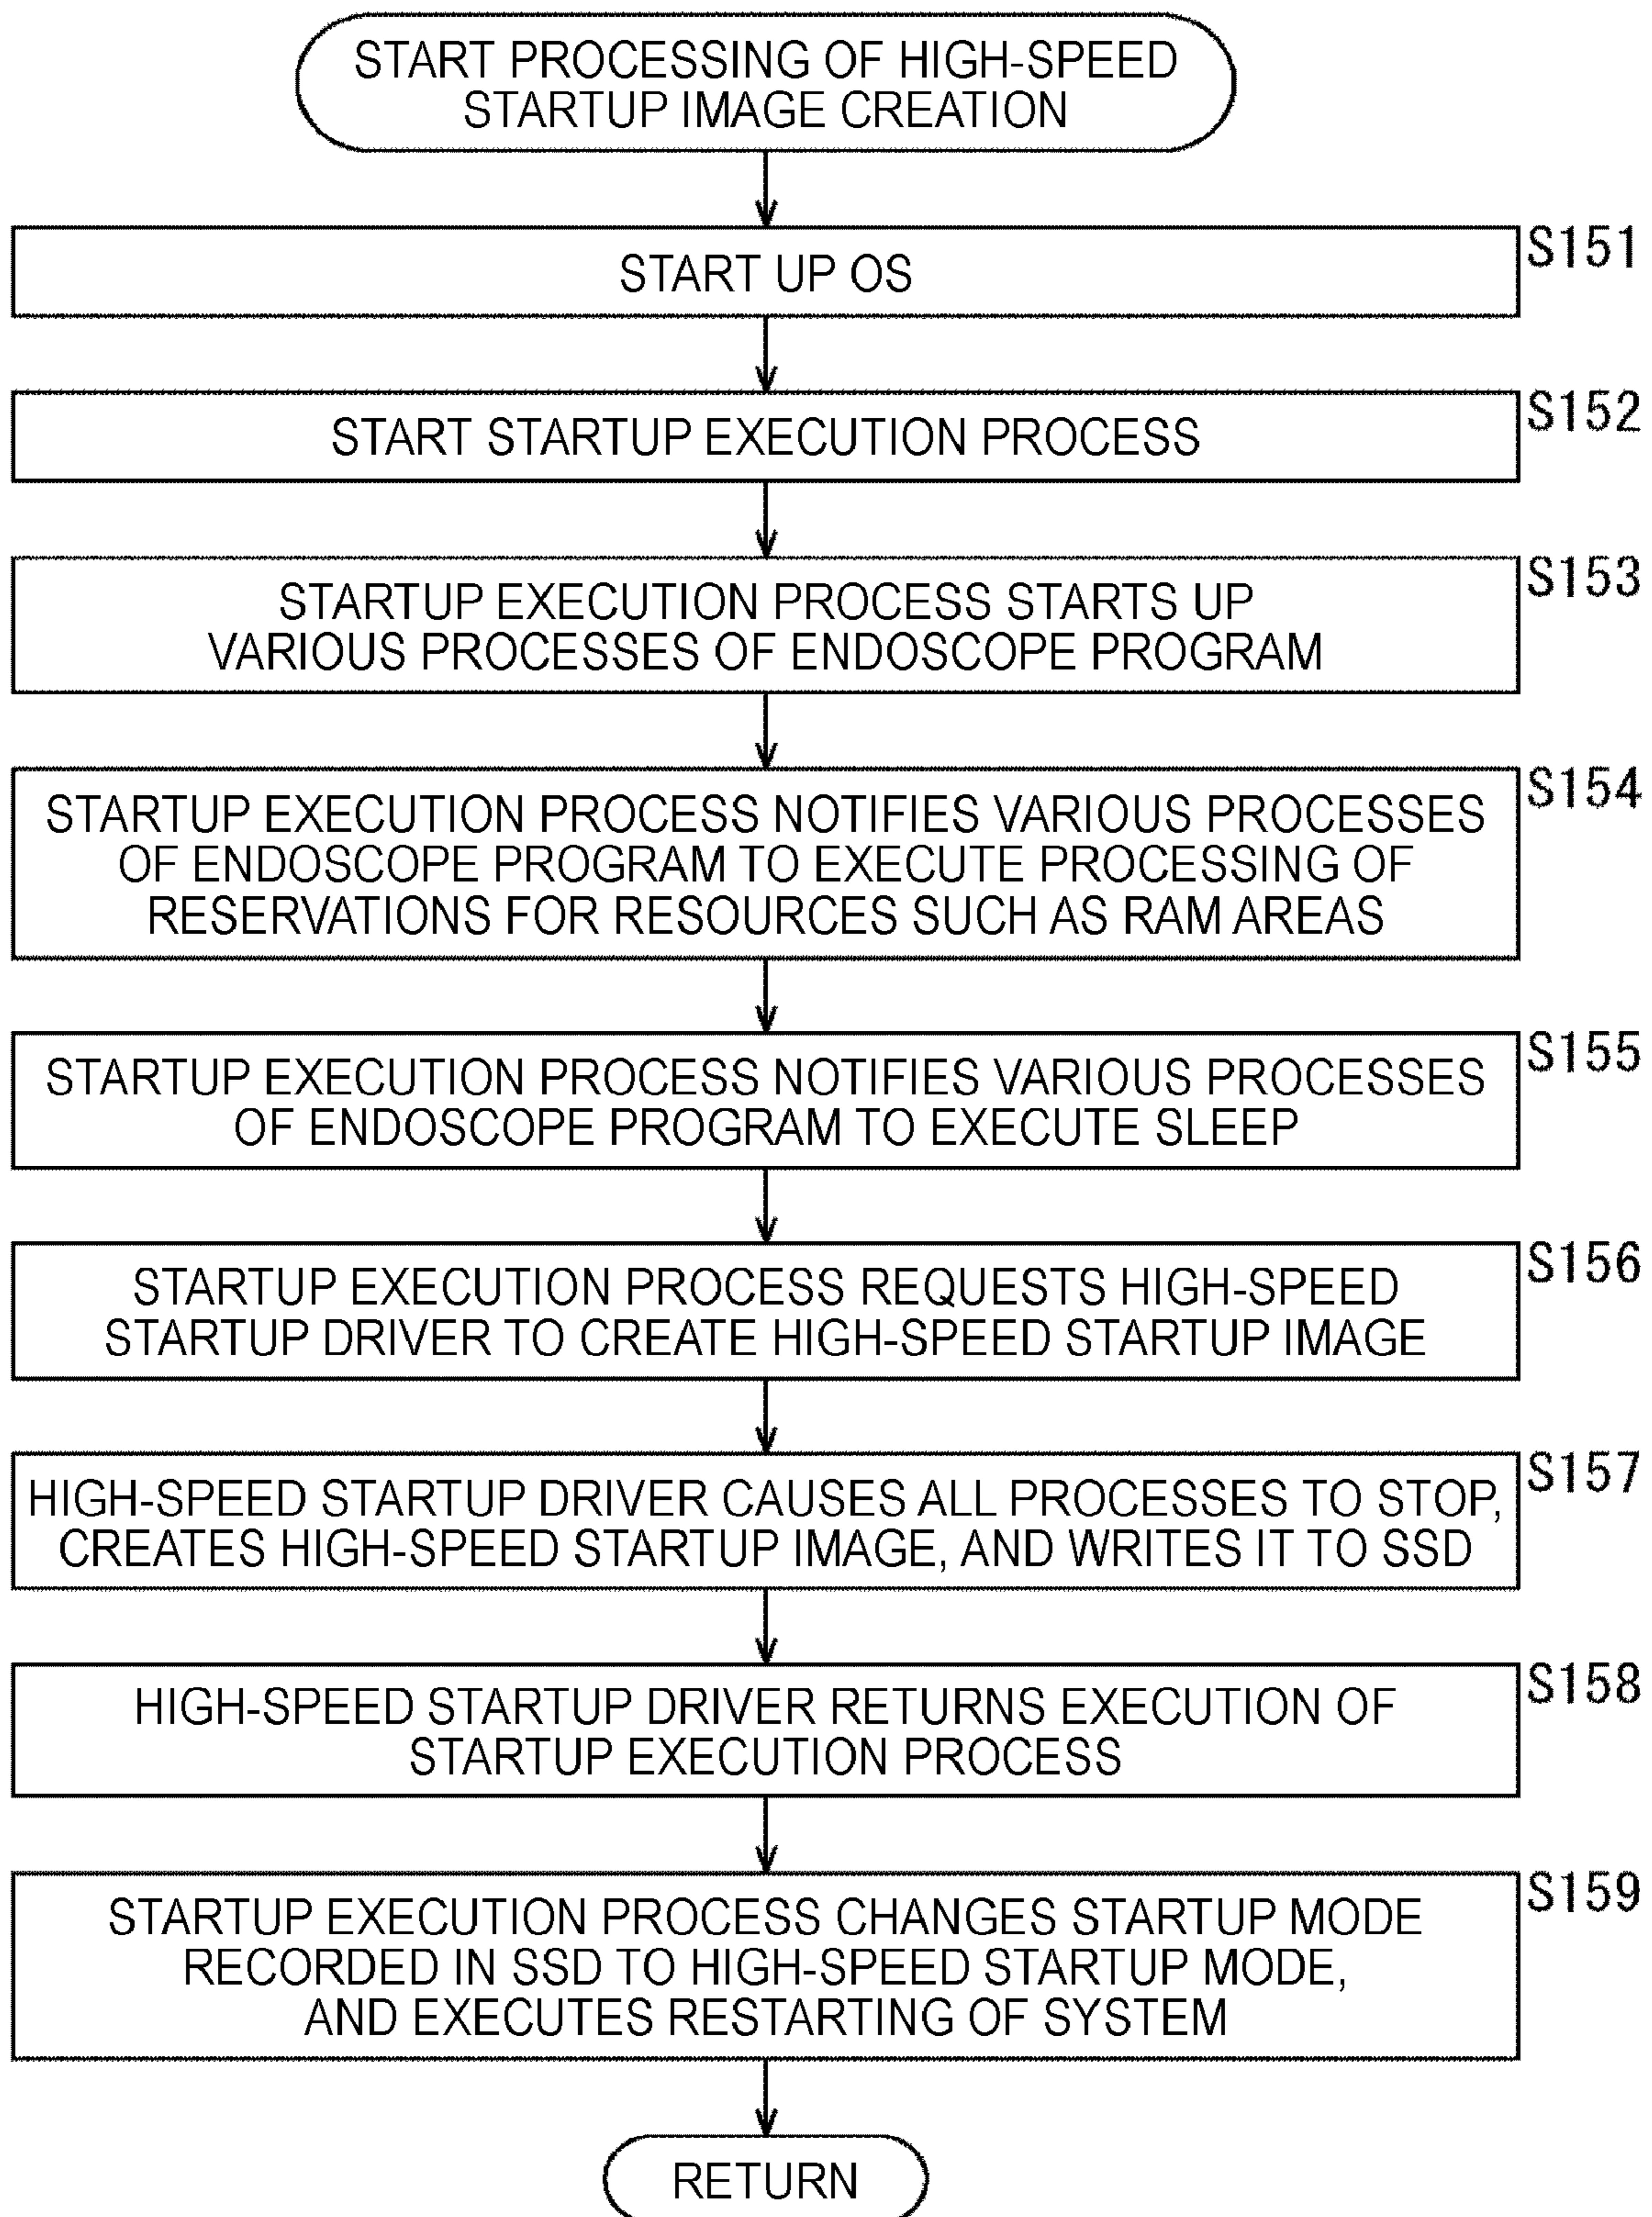 START PROCESSING OF HIGH-SPEED
STARTUP IMAGE CREATION
S151
START UP OS
S152
START STARTUP EXECUTION PROCESS
S153
STARTUP EXECUTION PROCESS STARTS UP
VARIOUS PROCESSES OF ENDOSCOPE PROGRAM
S154
STARTUP EXECUTION PROCESS NOTIFIES VARIOUS PROCESSES
OF ENDOSCOPE PROGRAM TO EXECUTE PROCESSING OF
RESERVATIONS FOR RESOURCES SUCH AS RAM AREAS
S155
STARTUP EXECUTION PROCESS NOTIFIES VARIOUS PROCESSES
OF ENDOSCOPE PROGRAM TO EXECUTE SLEEP
S156
STARTUP EXECUTION PROCESS REQUESTS HIGH-SPEED
STARTUP DRIVER TO CREATE HIGH-SPEED STARTUP IMAGE
S157
HIGH-SPEED STARTUP DRIVER CAUSES ALL PROCESSES TO STOP,
CREATES HIGH-SPEED STARTUP IMAGE, AND WRITES IT TO SSD
S158
HIGH-SPEED STARTUP DRIVER RETURNS EXECUTION OF
STARTUP EXECUTION PROCESS
S159
STARTUP EXECUTION PROCESS CHANGES STARTUP MODE
RECORDED IN SSD TO HIGH-SPEED STARTUP MODE,
AND EXECUTES RESTARTING OF SYSTEM
RETURN